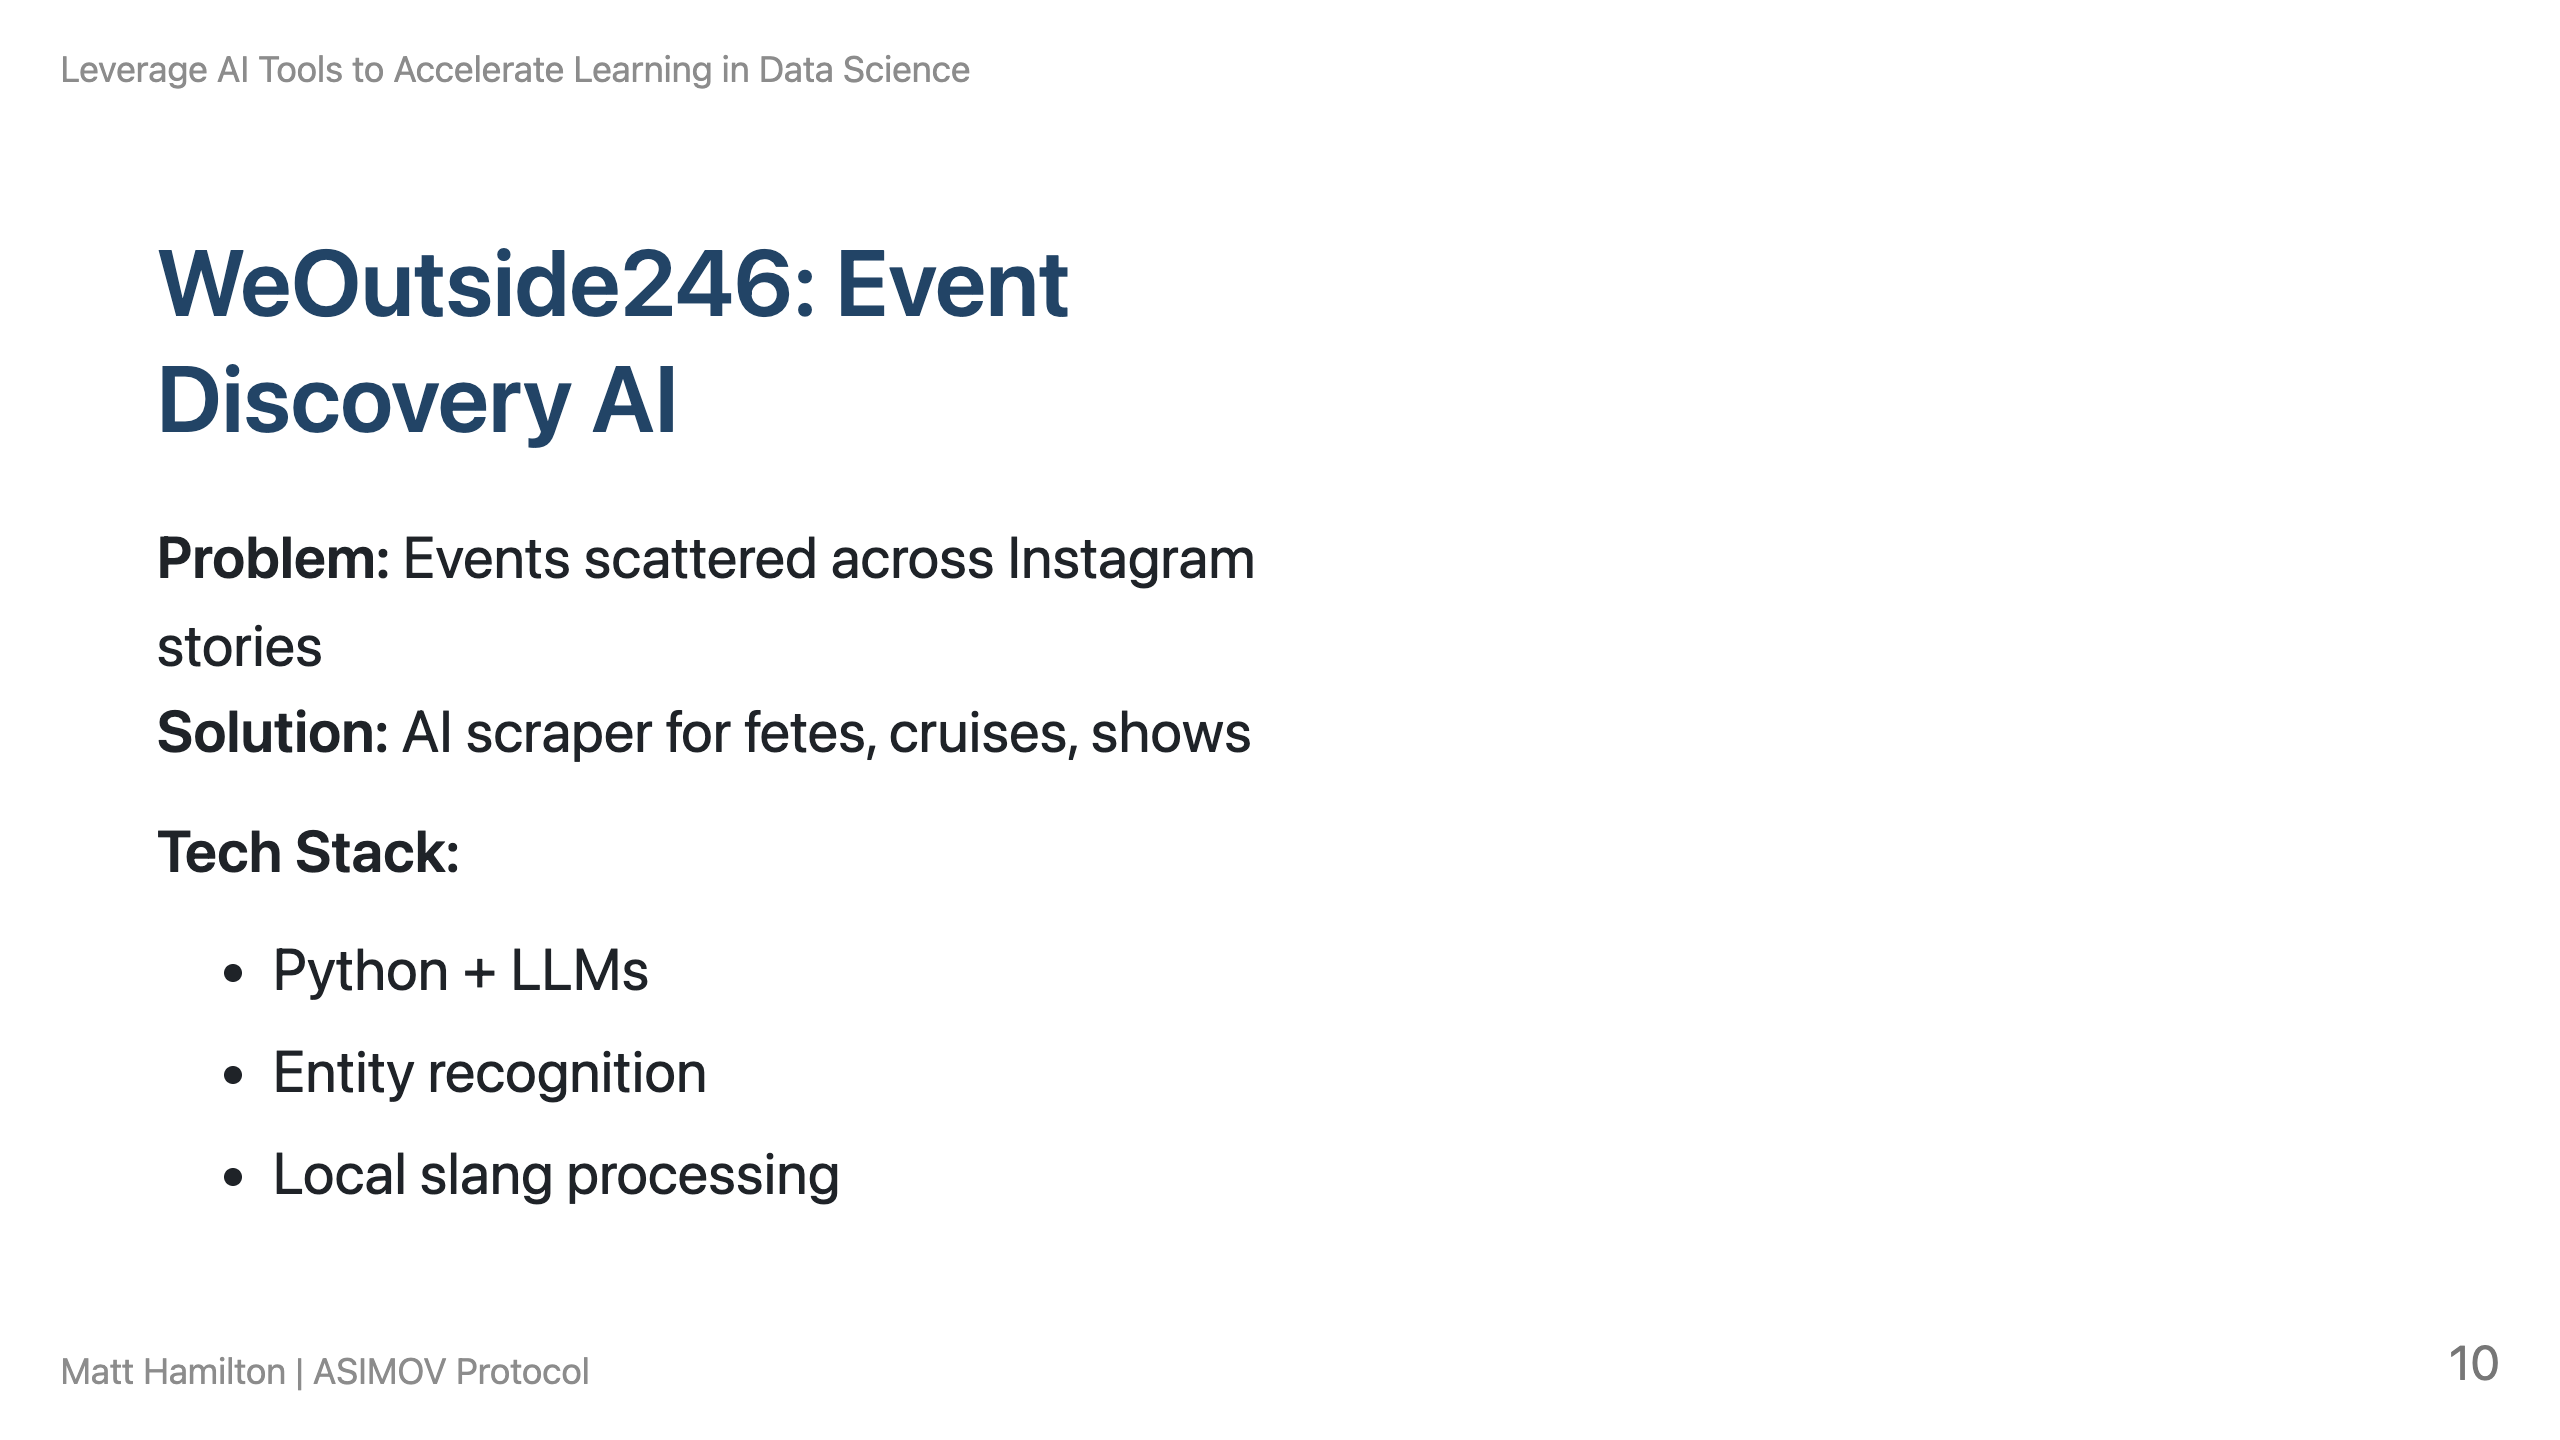 Leverage AI Tools to Accelerate Learning in Data Science
WeOutside246: Event
Discovery AI
Problem: Events scattered across Instagram
stories
Solution: AI scraper for fetes, cruises, shows
Tech Stack:
• Python + LLMs
• Entity recognition
• Local slang processing
Matt Hamilton | ASIMOV Protocol
10